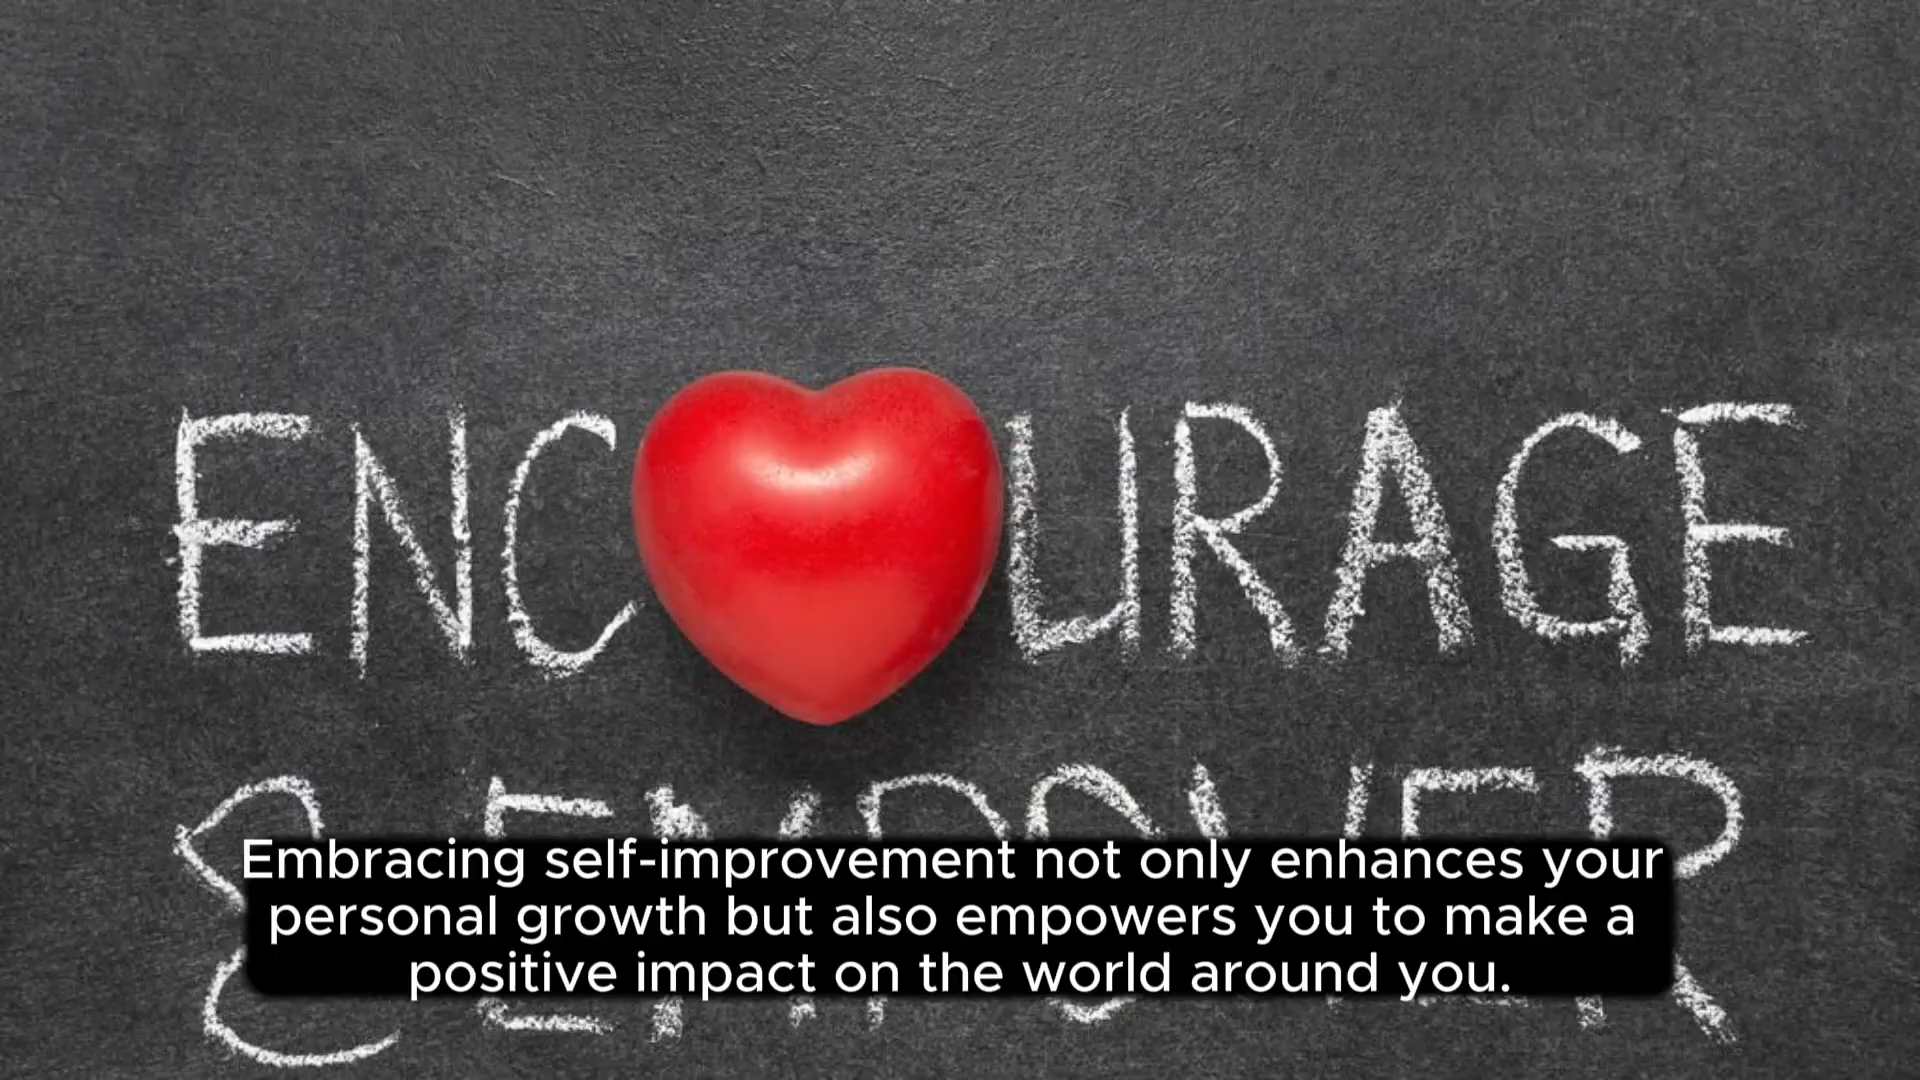 ENCOURAGE
& EMPOWER
Embracing self-improvement not only enhances your
personal growth but also empowers you to make a
positive impact on the world around you.